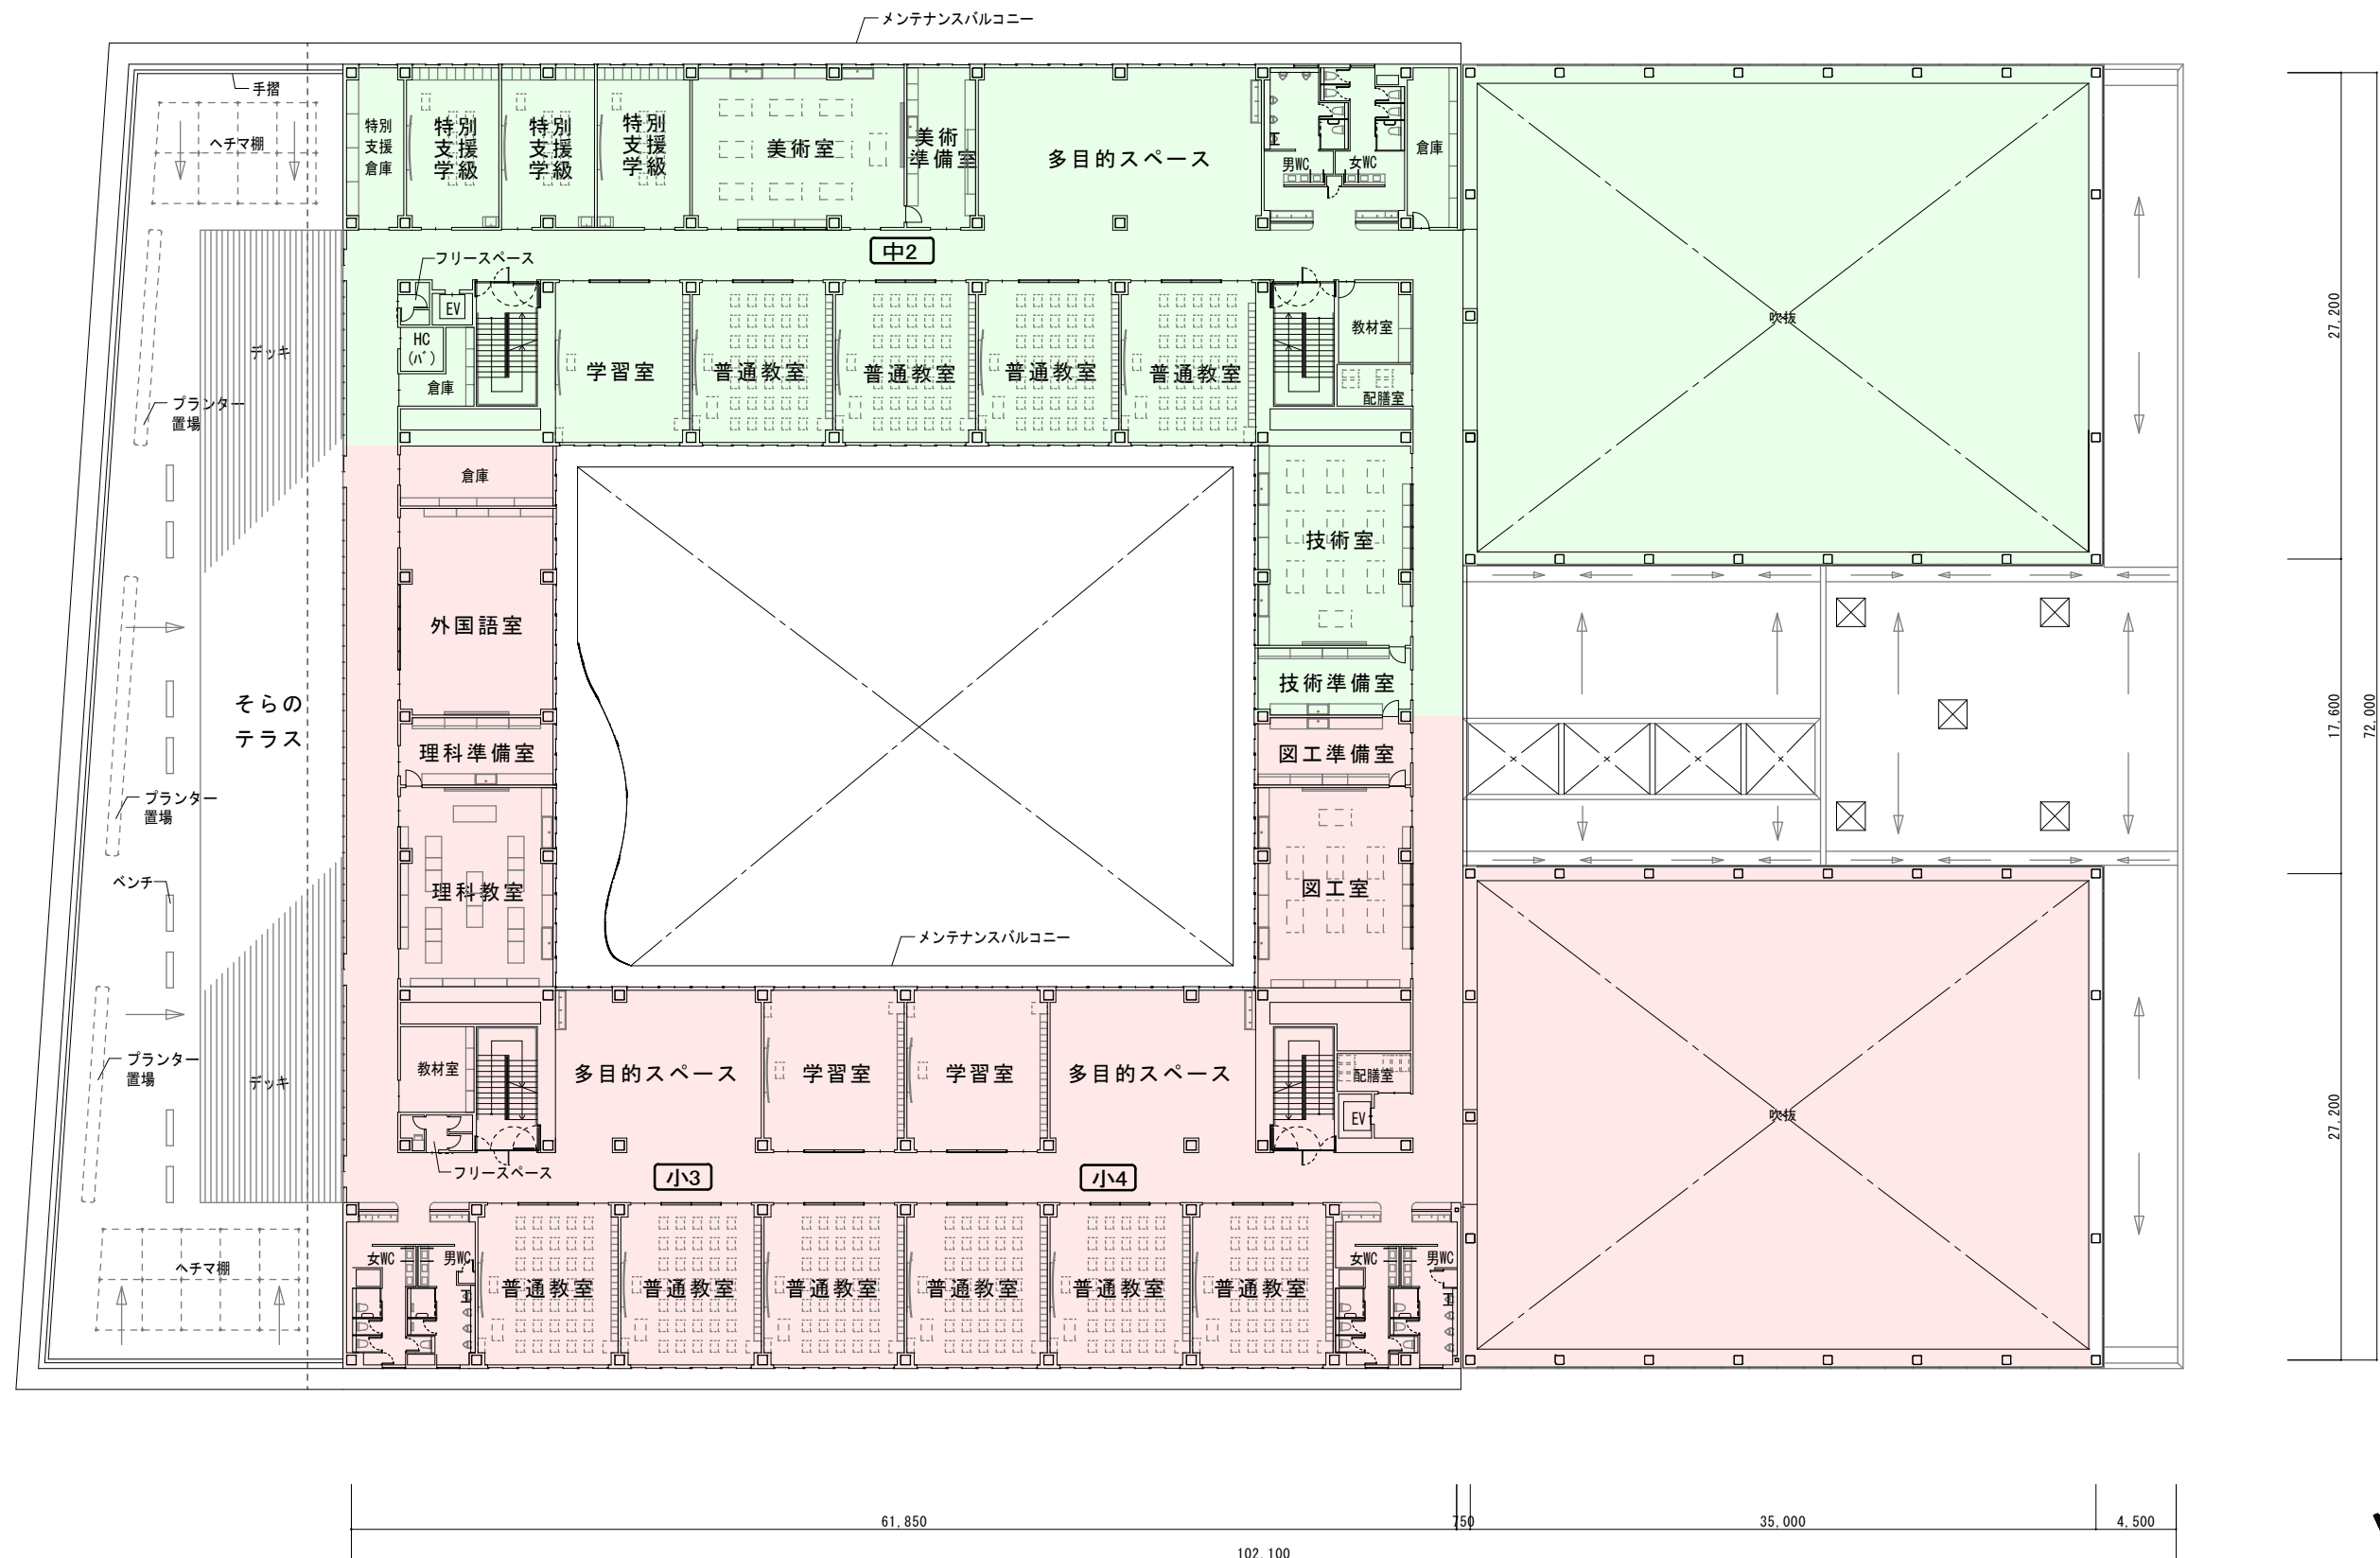 メンテナンスバルコニー
手摺
ヘチマ棚
特別
支援
倉庫
特別
支援
学級
特別
支援
学級
特別
支援
学級
美術室
美術
準備室
多目的スペース
男WC
女WC
倉庫
中2
フリースペース
EV
HC
(パ)
倉庫
デッキ
プランター
置場
学習室
普通教室
普通教室
普通教室
普通教室
教材室
配膳室
吹抜
27,200
倉庫
外国語室
技術室
技術準備室
そらの
テラス
理科準備室
図工準備室
17,600
72,000
プランター
置場
ベンチ
理科教室
図工室
メンテナンスバルコニー
プランター
置場
デッキ
教材室
多目的スペース
学習室
学習室
多目的スペース
配膳室
EV
吹抜
27,200
フリースペース
小3
小4
ヘチマ棚
女WC
男WC
普通教室
普通教室
普通教室
普通教室
普通教室
普通教室
女WC
男WC
61,850
750
35,000
4,500
102,100